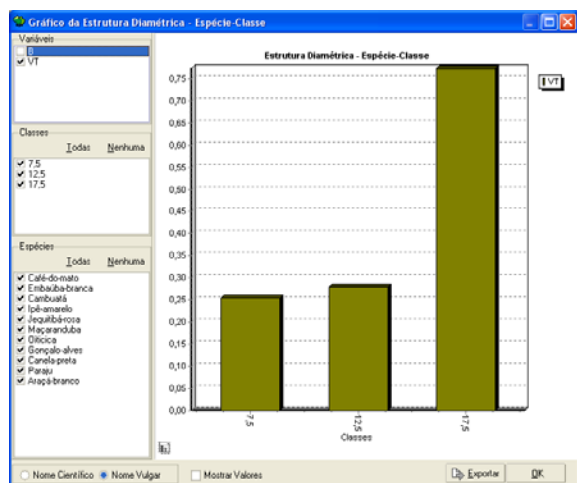 Gráfico da Estrutura Diamétrica - Espécie-Classe
Variáveis
B
VT
Classes
Todas Nenhuma
7.5
12.5
17.5
Espécies
Todas Nenhuma
Café-do-mato
Embaúba-branca
Cambuatá
Ipê-amarelo
Jequitibá-rosa
Maçaranduba
Oiticica
Gonçalo-alves
Canela-preta
Paraju
Araçá-branco
Estrutura Diamétrica - Espécie-Classe
VT
0,75
0,70
0,65
0,60
0,55
0,50
0,45
0,40
0,35
0,30
0,25
0,20
0,15
0,10
0,05
0,00
7,5
12,5
17,5
Classes
Nome Científico Nome Vulgar Mostrar Valores Exportar OK